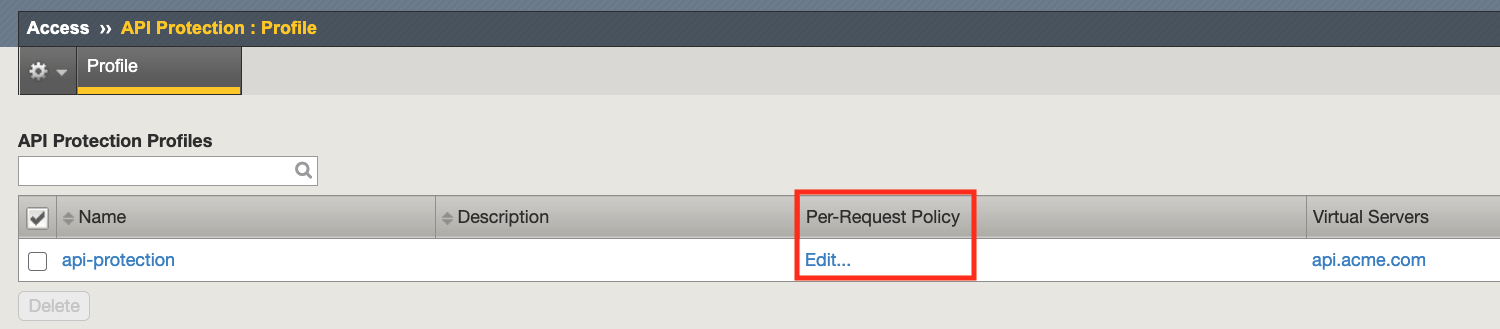 Access ›› API Protection : Profile
Profile
API Protection Profiles
Name Description Per-Request Policy Virtual Servers
api-protection Edit... api.acme.com
Delete